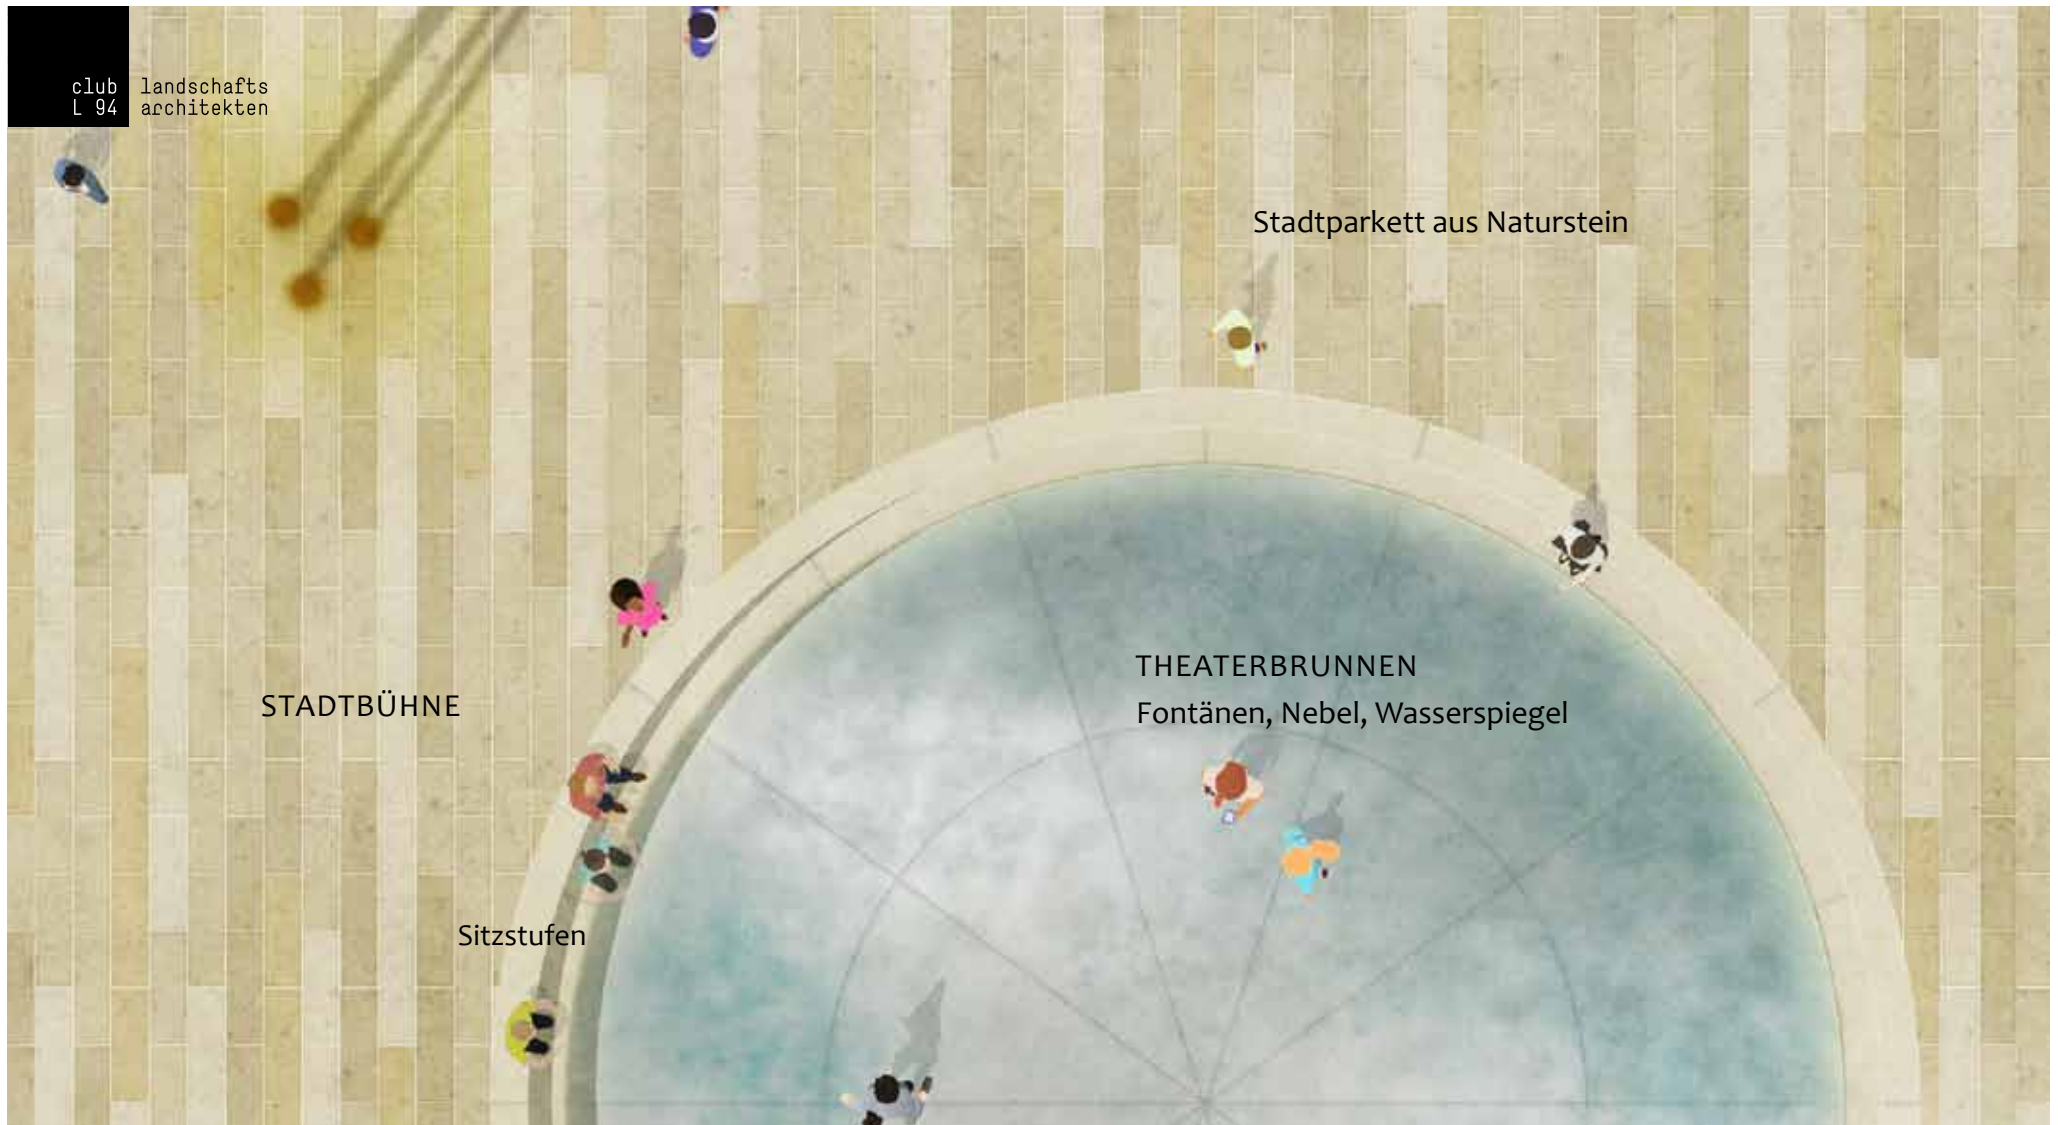 club landschafts
L 94 architekten
Stadtparkett aus Naturstein
THEATERBRUNNEN
Fontänen, Nebel, Wasserspiegel
STADTBÜHNE
Sitzstufen